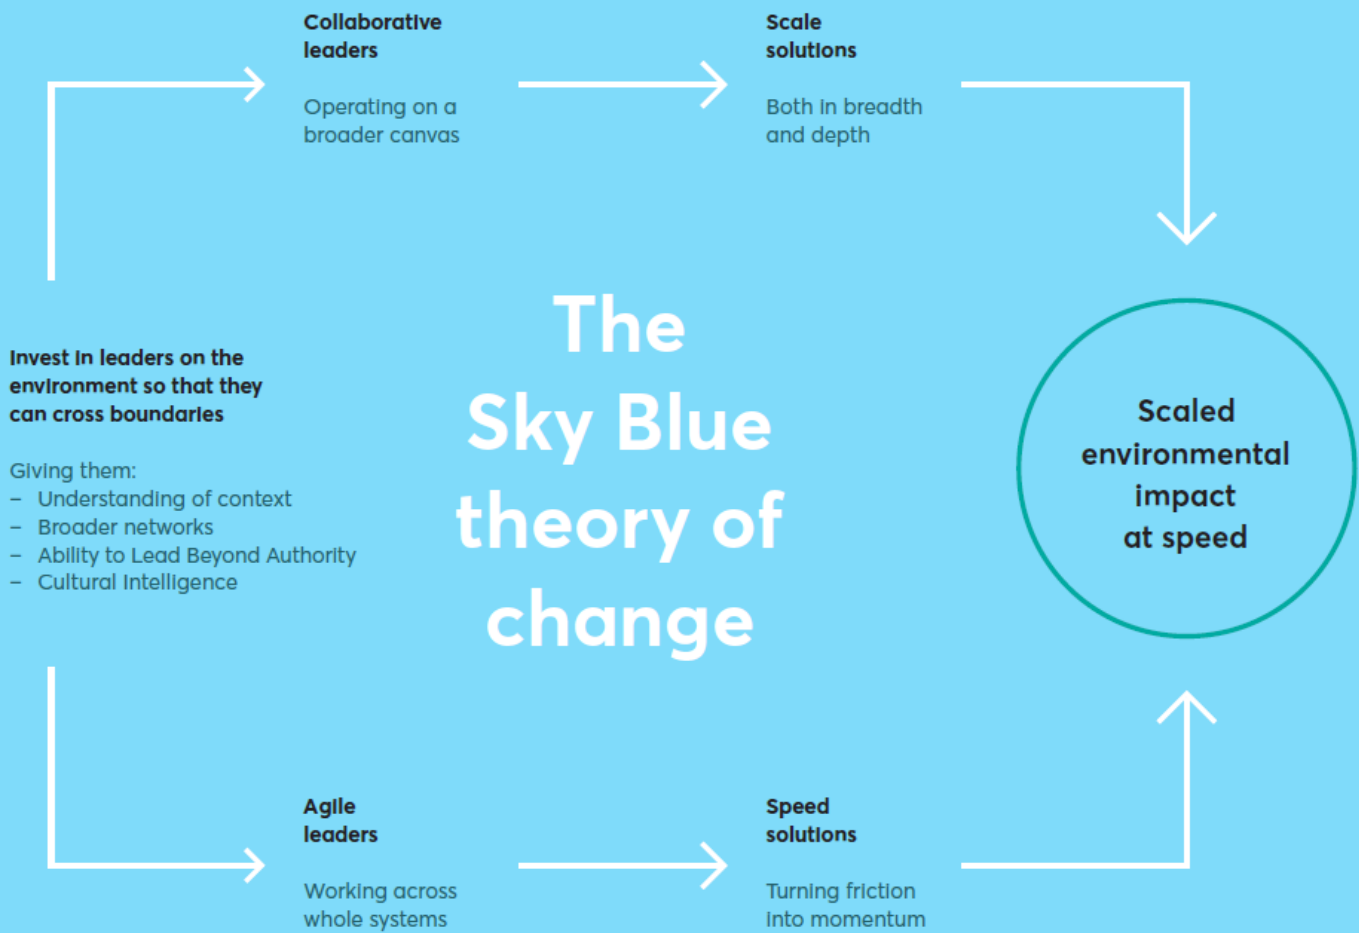 Collaborative
leaders
Operating on a
broader canvas
Scale
solutions
Both in breadth
and depth
Invest in leaders on the
environment so that they
can cross boundaries
Giving them:
– Understanding of context
– Broader networks
– Ability to Lead Beyond Authority
– Cultural Intelligence
The
Sky Blue
theory of
change
Scaled
environmental
impact
at speed
Agile
leaders
Working across
whole systems
Speed
solutions
Turning friction
into momentum